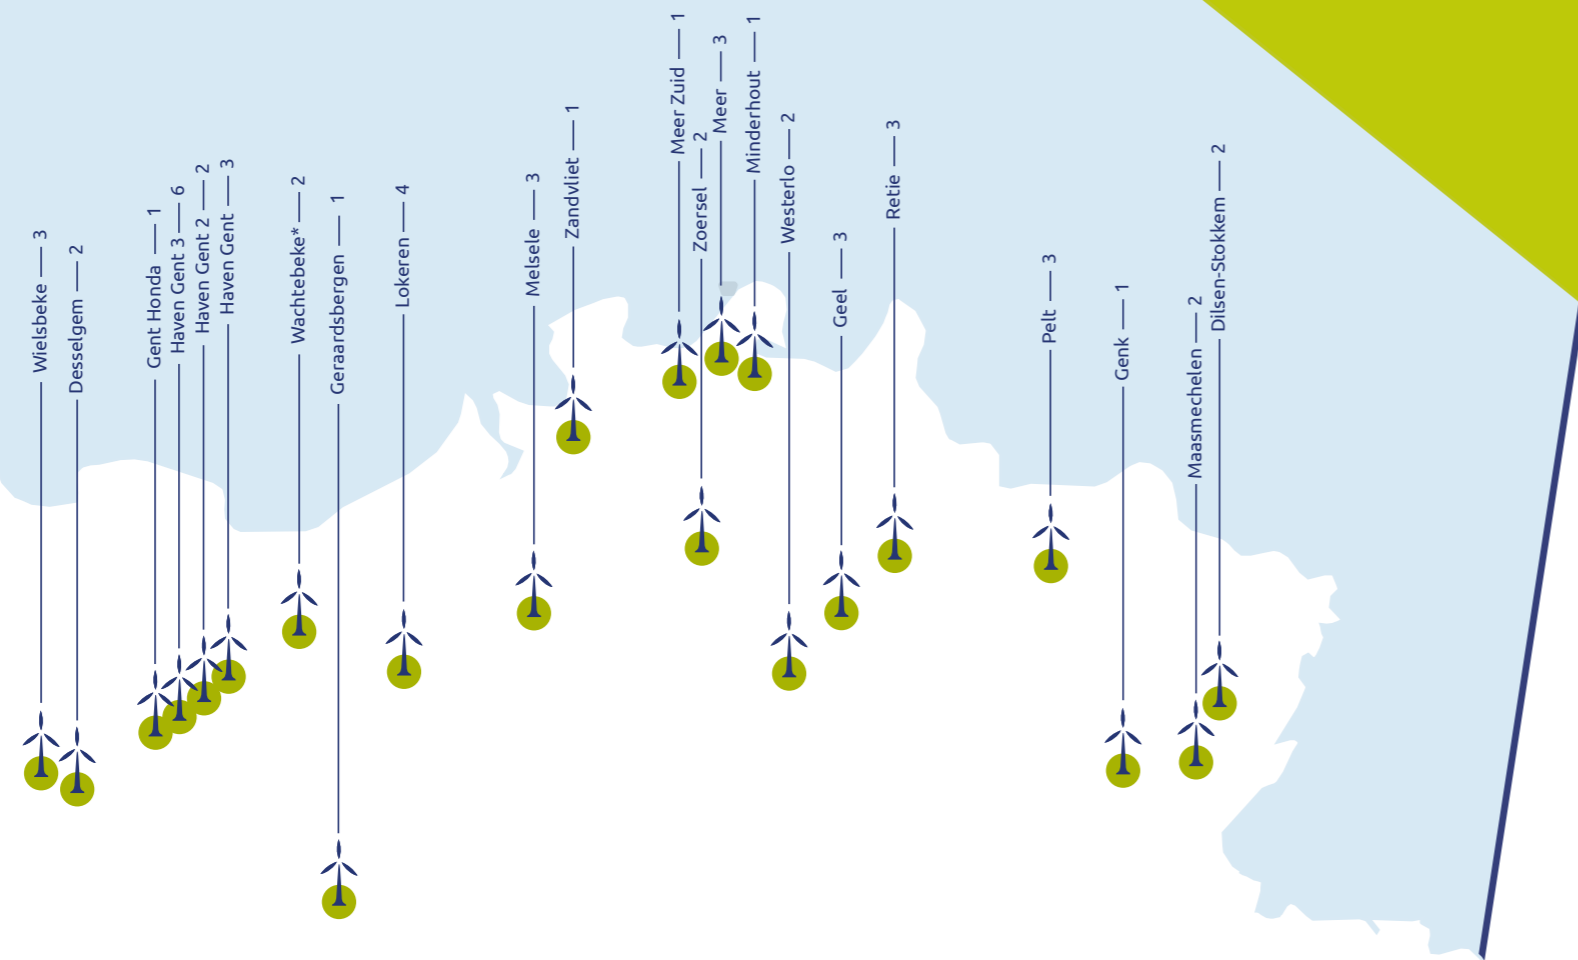 Wielsbeke — 3
Desselgem — 2
Gent Honda — 1
Haven Gent 3 — 6
Haven Gent 2 — 2
Haven Gent — 3
Wachtebeke* — 2
Geraardsbergen — 1
Lokeren — 4
Melsele — 3
Zandvliet — 1
Meer Zuid — 1
Zoersel — 2
Meer — 3
Minderhout — 1
Westerlo — 2
Geel — 3
Retie — 3
Pelt — 3
Genk — 1
Maasmechelen — 2
Dilsen-Stokkem — 2